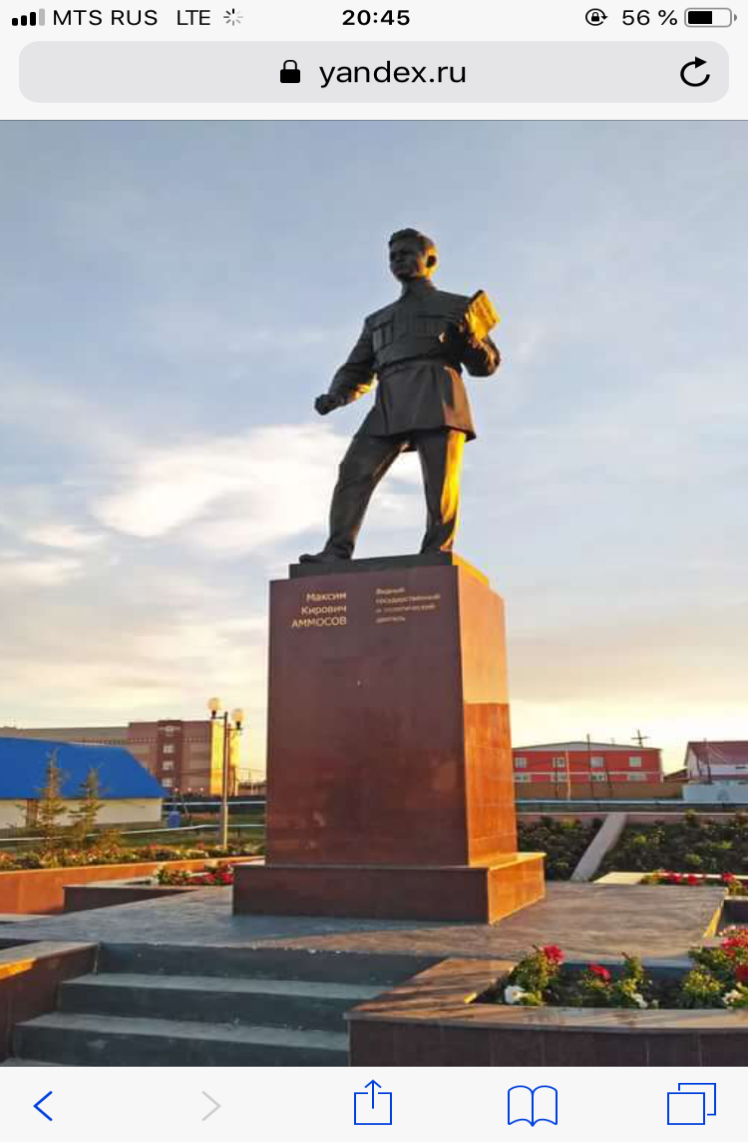 MTS RUS LTE 20:45 56 %
yandex.ru
Максим
Кирович
АММОСОВ
Видный
государственный
и политический
деятель